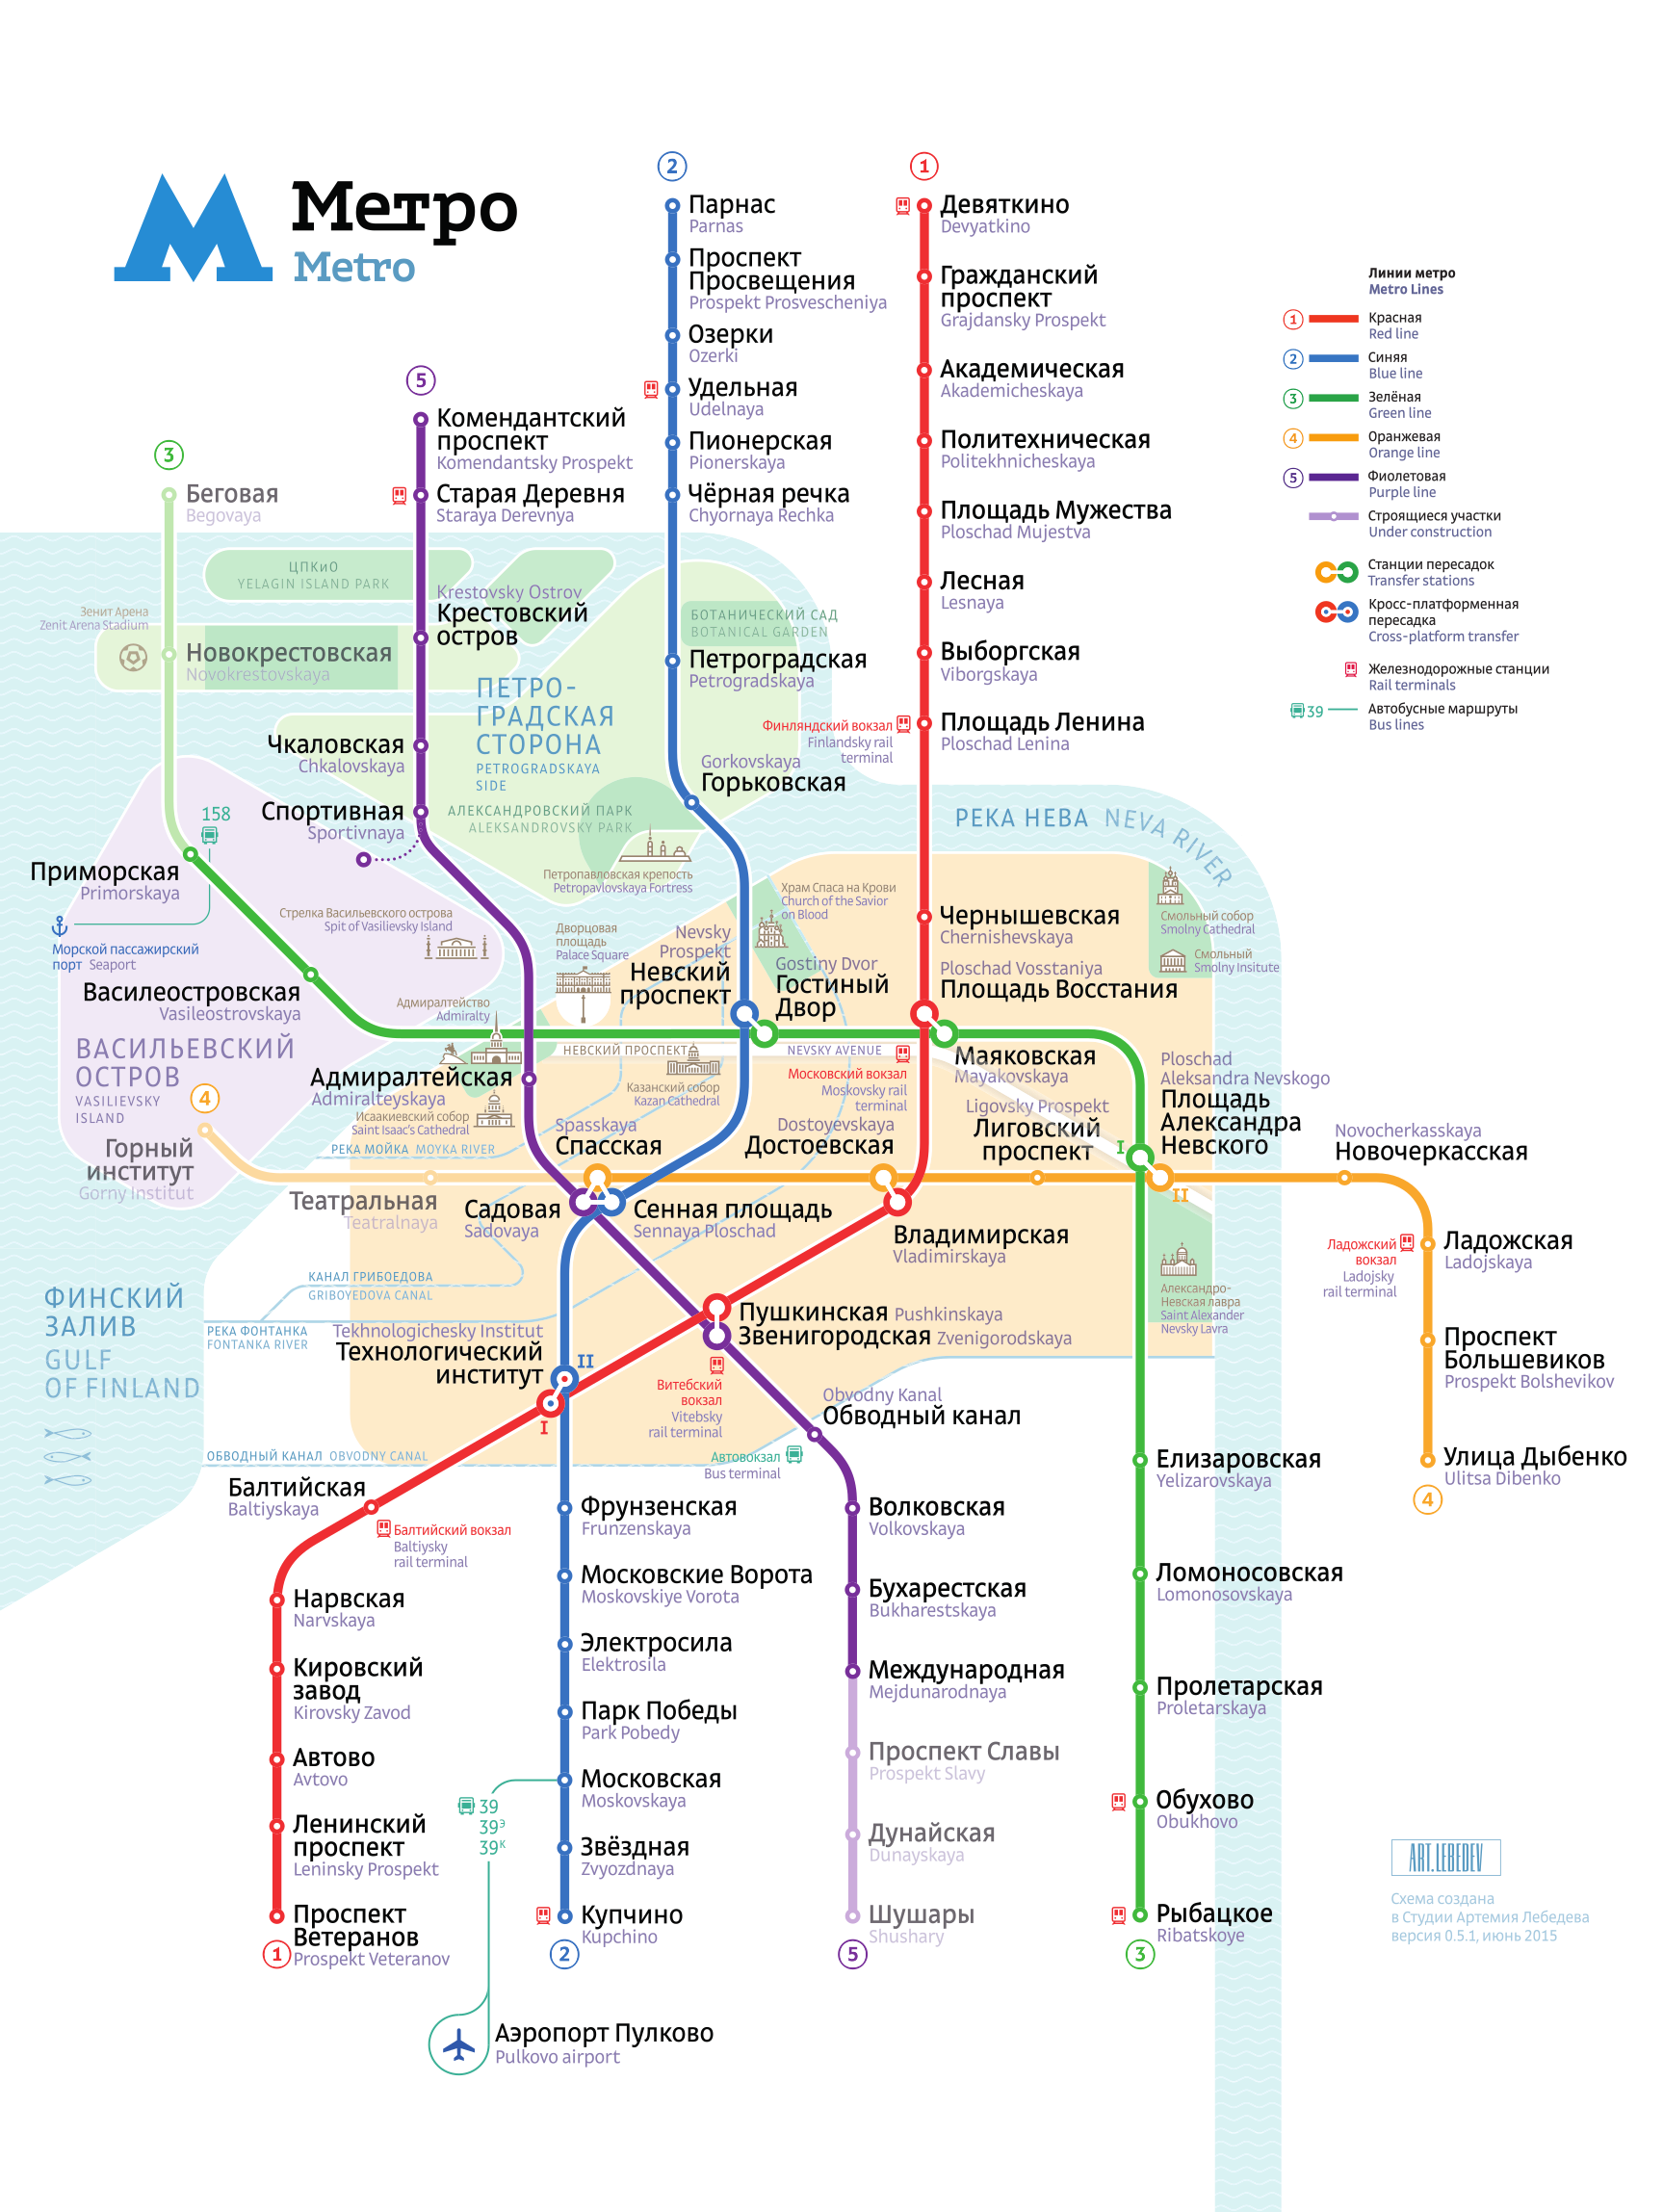 Метро
Metro
2
Парнас
Parnas
Проспект
Просвещения
Prospekt Prosvescheniya
Озерки
Ozerki
Удельная
Udelnaya
Пионерская
Pionerskaya
Чёрная речка
Chyornaya Rechka
БОТАНИЧЕСКИЙ САД
BOTANICAL GARDEN
Петроградская
Petrogradskaya
Gorkovskaya
Горьковская
1
Девяткино
Devyatkino
Гражданский
проспект
Grajdansky Prospekt
Академическая
Akademicheskaya
Политехническая
Politekhnicheskaya
Площадь Мужества
Ploschad Mujestva
Лесная
Lesnaya
Выборгская
Viborgskaya
Площадь Ленина
Ploschad Lenina
Финляндский вокзал
Finlandsky rail
terminal
Линии метро
Metro Lines
1
Красная
Red line
2
Синяя
Blue line
3
Зелёная
Green line
4
Оранжевая
Orange line
5
Фиолетовая
Purple line
Строящиеся участки
Under construction
Станции пересадок
Transfer stations
Кросс-платформенная
пересадка
Cross-platform transfer
Железнодорожные станции
Rail terminals
39
Автобусные маршруты
Bus lines
5
Комендантский
проспект
Komendantsky Prospekt
Старая Деревня
Staraya Derevnya
Krestovsky Ostrov
Крестовский
остров
ПЕТРО-
ГРАДСКАЯ
СТОРОНА
PETROGRADSKAYA
SIDE
Чкаловская
Chkalovskaya
Спортивная
Sportivnaya
АЛЕКСАНДРОВСКИЙ ПАРК
ALEKSANDROVSKY PARK
Петропавловская крепость
Petropavlovskaya Fortress
3
Беговая
Begovaya
ЦПКиО
YELAGIN ISLAND PARK
Зенит Арена
Zenit Arena Stadium
Новокрестовская
Novokrestovskaya
158
Приморская
Primorskaya
Морской пассажирский
порт Seaport
Стрелка Васильевского острова
Spit of Vasilievsky Island
Василеостровская
Vasileostrovskaya
ВАСИЛЬЕВСКИЙ
ОСТРОВ
VASILIEVSKY
ISLAND
4
Горный
институт
Gorny Institut
РЕКА НЕВА NEVA RIVER
Храм Спаса на Крови
Church of the Savior
on Blood
Дворцовая
площадь
Palace Square
Nevsky
Prospekt
Невский
проспект
Gostiny Dvor
Гостиный
Двор
Чернышевская
Chernishevskaya
Ploschad Vosstaniya
Площадь Восстания
Смольный собор
Smolny Cathedral
Смольный
Smolny Insitute
Адмиралтейство
Admiralty
НЕВСКИЙ ПРОСПЕКТ
NEVSKY AVENUE
Адмиралтейская
Admiralteyskaya
Исаакиевский собор
Saint Isaac's Cathedral
Казанский собор
Kazan Cathedral
Московский вокзал
Moskovsky rail
terminal
Маяковская
Mayakovskaya
Ploschad
Aleksandra Nevskogo
Площадь
Александра
Невского
I
II
РЕКА МОЙКА MOYKA RIVER
Spasskaya
Спасская
Dostoyevskaya
Достоевская
Ligovsky Prospekt
Лиговский
проспект
Novocherkasskaya
Новочеркасская
Театральная
Teatralnaya
Садовая
Sadovaya
Сенная площадь
Sennaya Ploschad
Владимирская
Vladimirskaya
Ладожский
вокзал
Ladojsky
rail terminal
Ладожская
Ladojskaya
Проспект
Большевиков
Prospekt Bolshevikov
Улица Дыбенко
Ulitsa Dibenko
4
Александро-
Невская лавра
Saint Alexander
Nevsky Lavra
ФИНСКИЙ
ЗАЛИВ
GULF
OF FINLAND
КАНАЛ ГРИБОЕДОВА
GRIBOYEDOVA CANAL
РЕКА ФОНТАНКА
FONTANKA RIVER
Tekhnologichesky Institut
Технологический
институт
II
I
Пушкинская Pushkinskaya
Звенигородская Zvenigorodskaya
Витебский
вокзал
Vitebsky
rail terminal
Obvodny Kanal
Обводный канал
Автовокзал
Bus terminal
ОБВОДНЫЙ КАНАЛ OBVODNY CANAL
Балтийская
Baltiyskaya
Балтийский вокзал
Baltiysky
rail terminal
Нарвская
Narvskaya
Кировский
завод
Kirovsky Zavod
Автово
Avtovo
Ленинский
проспект
Leninsky Prospekt
Проспект
Ветеранов
Prospekt Veteranov
1
Фрунзенская
Frunzenskaya
Московские Ворота
Moskovskiye Vorota
Электросила
Elektrosila
Парк Победы
Park Pobedy
Московская
Moskovskaya
39
39Э
39К
Звёздная
Zvyozdnaya
Купчино
Kupchino
2
Аэропорт Пулково
Pulkovo airport
Волковская
Volkovskaya
Бухарестская
Bukharestskaya
Международная
Mejdunarodnaya
Проспект Славы
Prospekt Slavy
Дунайская
Dunayskaya
Шушары
Shushary
5
Елизаровская
Yelizarovskaya
Ломоносовская
Lomonosovskaya
Пролетарская
Proletarskaya
Обухово
Obukhovo
Рыбацкое
Ribatskoye
3
ART.LEBEDEV
Схема создана
в Студии Артемия Лебедева
версия 0.5.1, июнь 2015